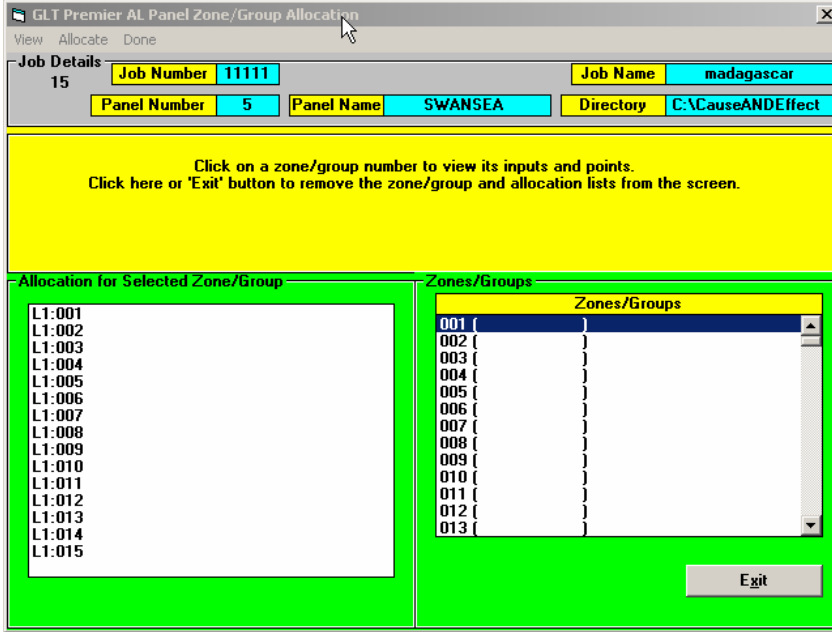 GLT Premier AL Panel Zone/Group Allocation
View Allocate Done
Job Details
15
Job Number 11111 Job Name madagascar
Panel Number 5 Panel Name SWANSEA Directory C:\CauseANDEffect
Click on a zone/group number to view its inputs and points.
Click here or 'Exit' button to remove the zone/group and allocation lists from the screen.
Allocation for Selected Zone/Group
L1:001
L1:002
L1:003
L1:004
L1:005
L1:006
L1:007
L1:008
L1:009
L1:010
L1:011
L1:012
L1:013
L1:014
L1:015
Zones/Groups
Zones/Groups
001 ( )
002 ( )
003 ( )
004 ( )
005 ( )
006 ( )
007 ( )
008 ( )
009 ( )
010 ( )
011 ( )
012 ( )
013 ( )
Exit